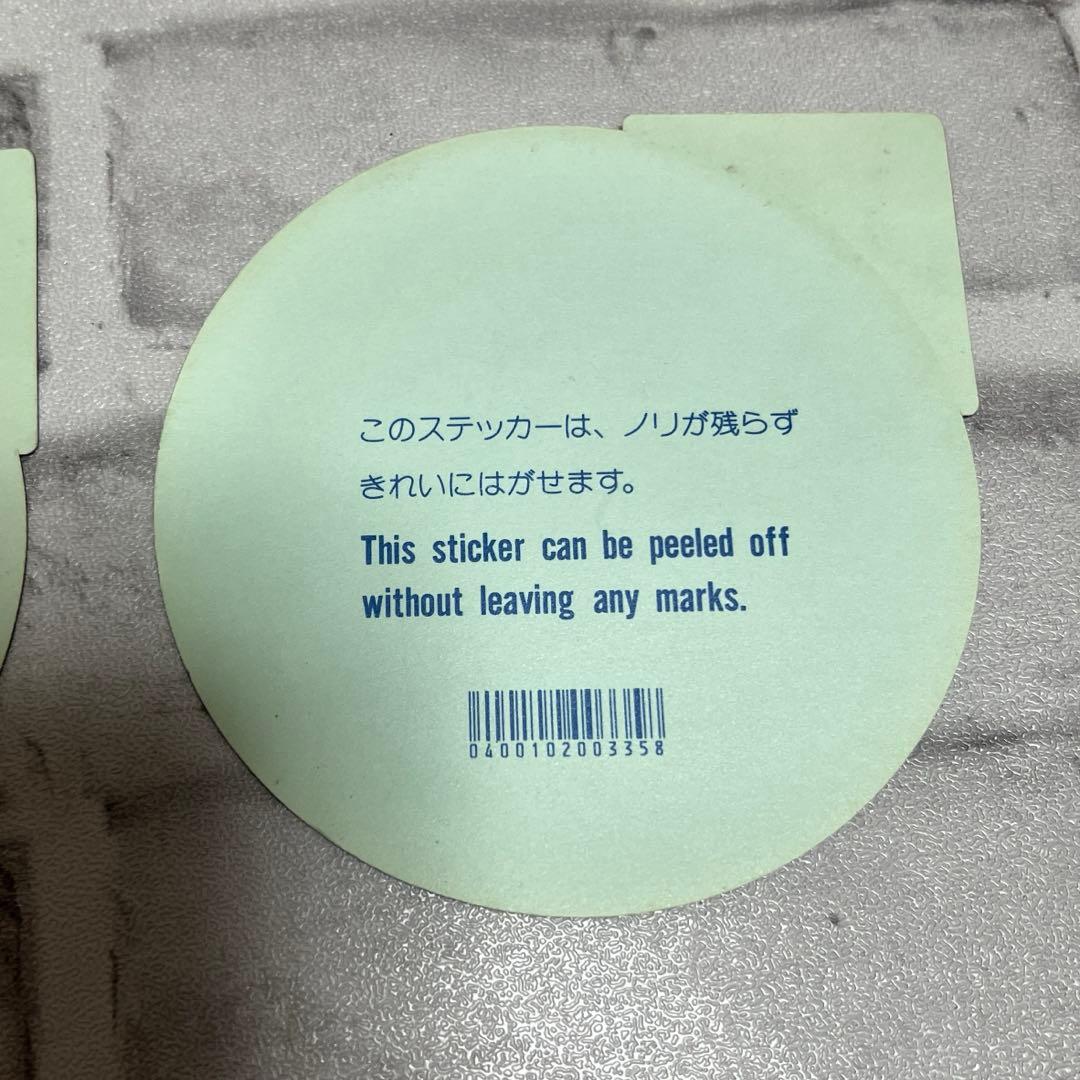 このステッカーは、ノリが残らず
きれいにはがせます。
This sticker can be peeled off
without leaving any marks.
0400102003358